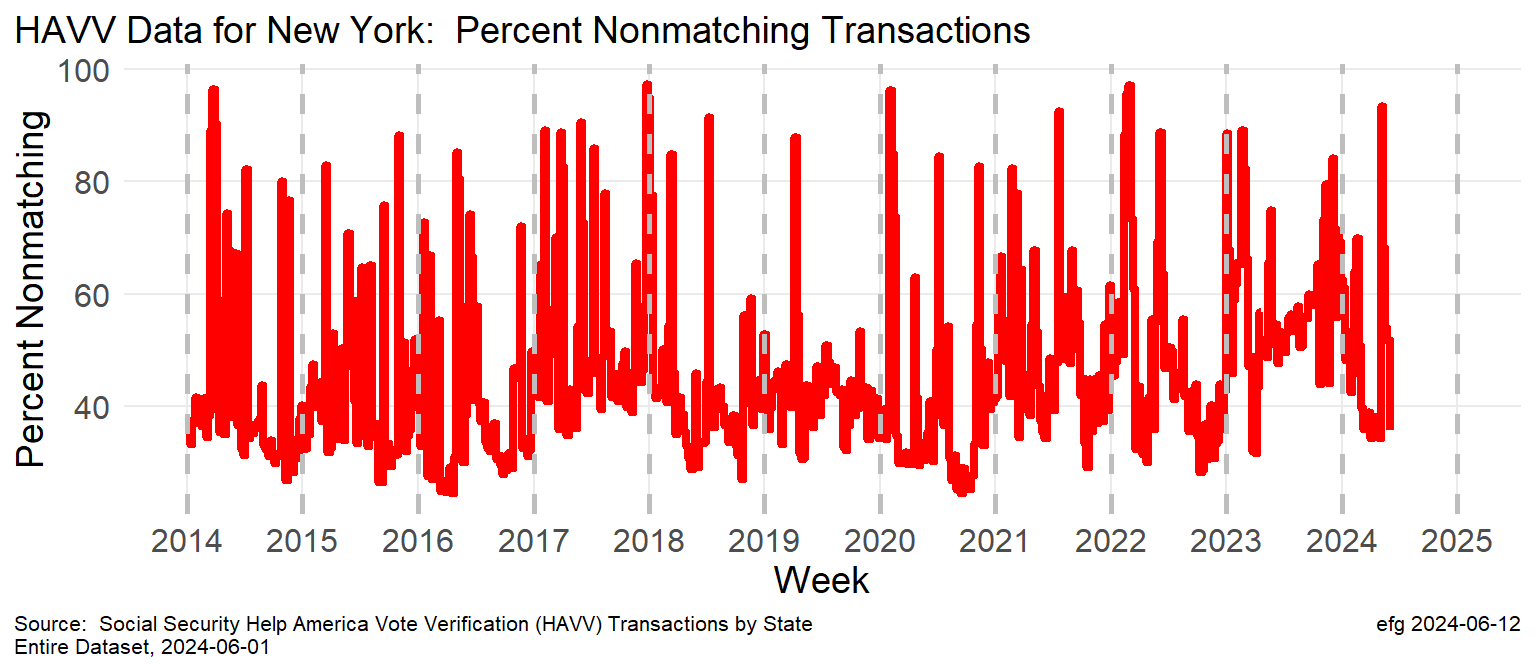 HAVV Data for New York:  Percent Nonmatching Transactions
Percent Nonmatching
100
80
60
40
2014 2015 2016 2017 2018 2019 2020 2021 2022 2023 2024 2025
Week
Source:  Social Security Help America Vote Verification (HAVV) Transactions by State
Entire Dataset, 2024-06-01
efg 2024-06-12